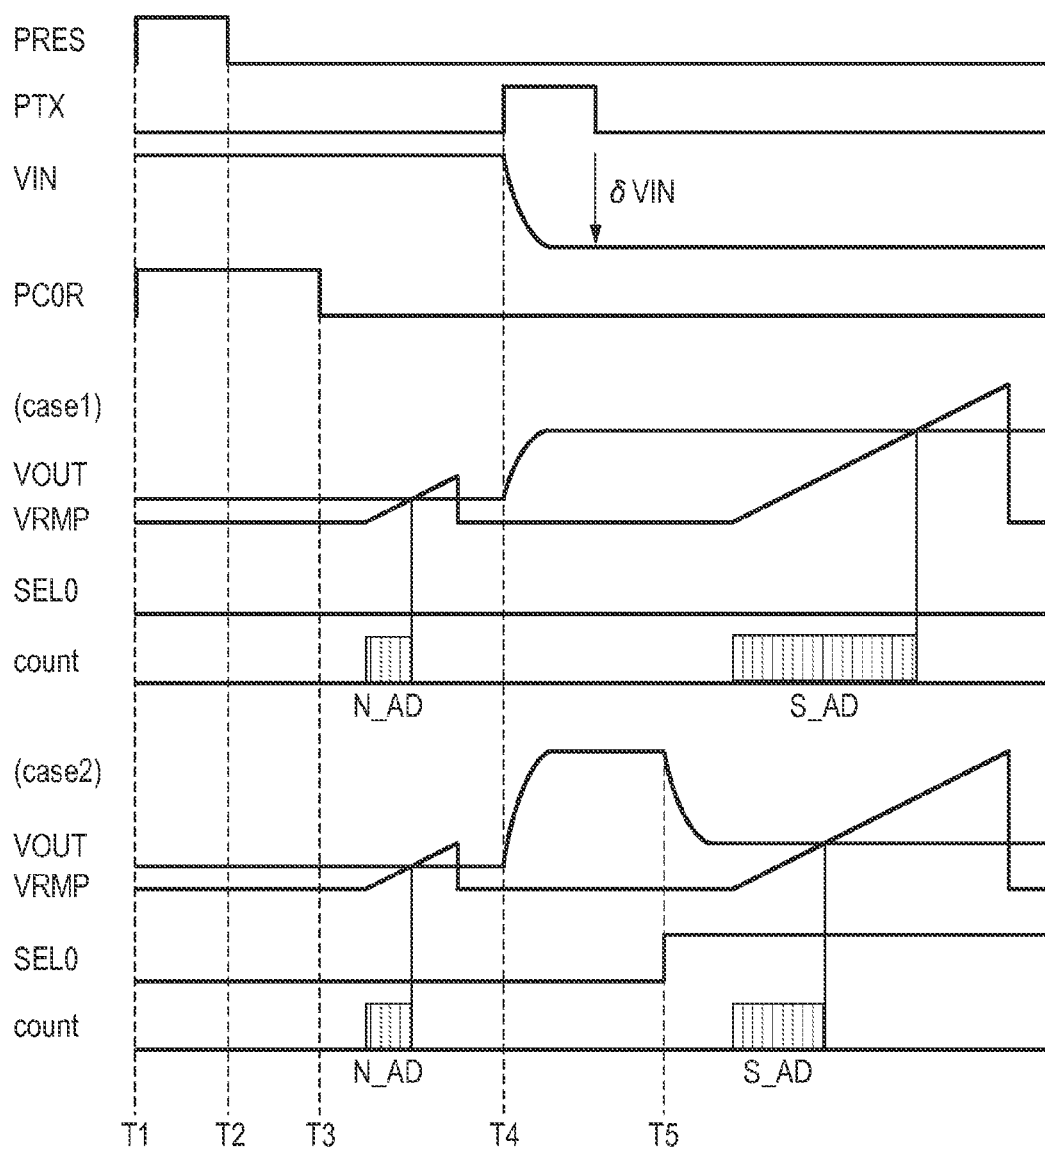 PRES
PTX
VIN
δ VIN
PC0R
(case1)
VOUT
VRMP
SEL0
count
N_AD
S_AD
(case2)
VOUT
VRMP
SEL0
count
N_AD
S_AD
T1 T2 T3 T4 T5